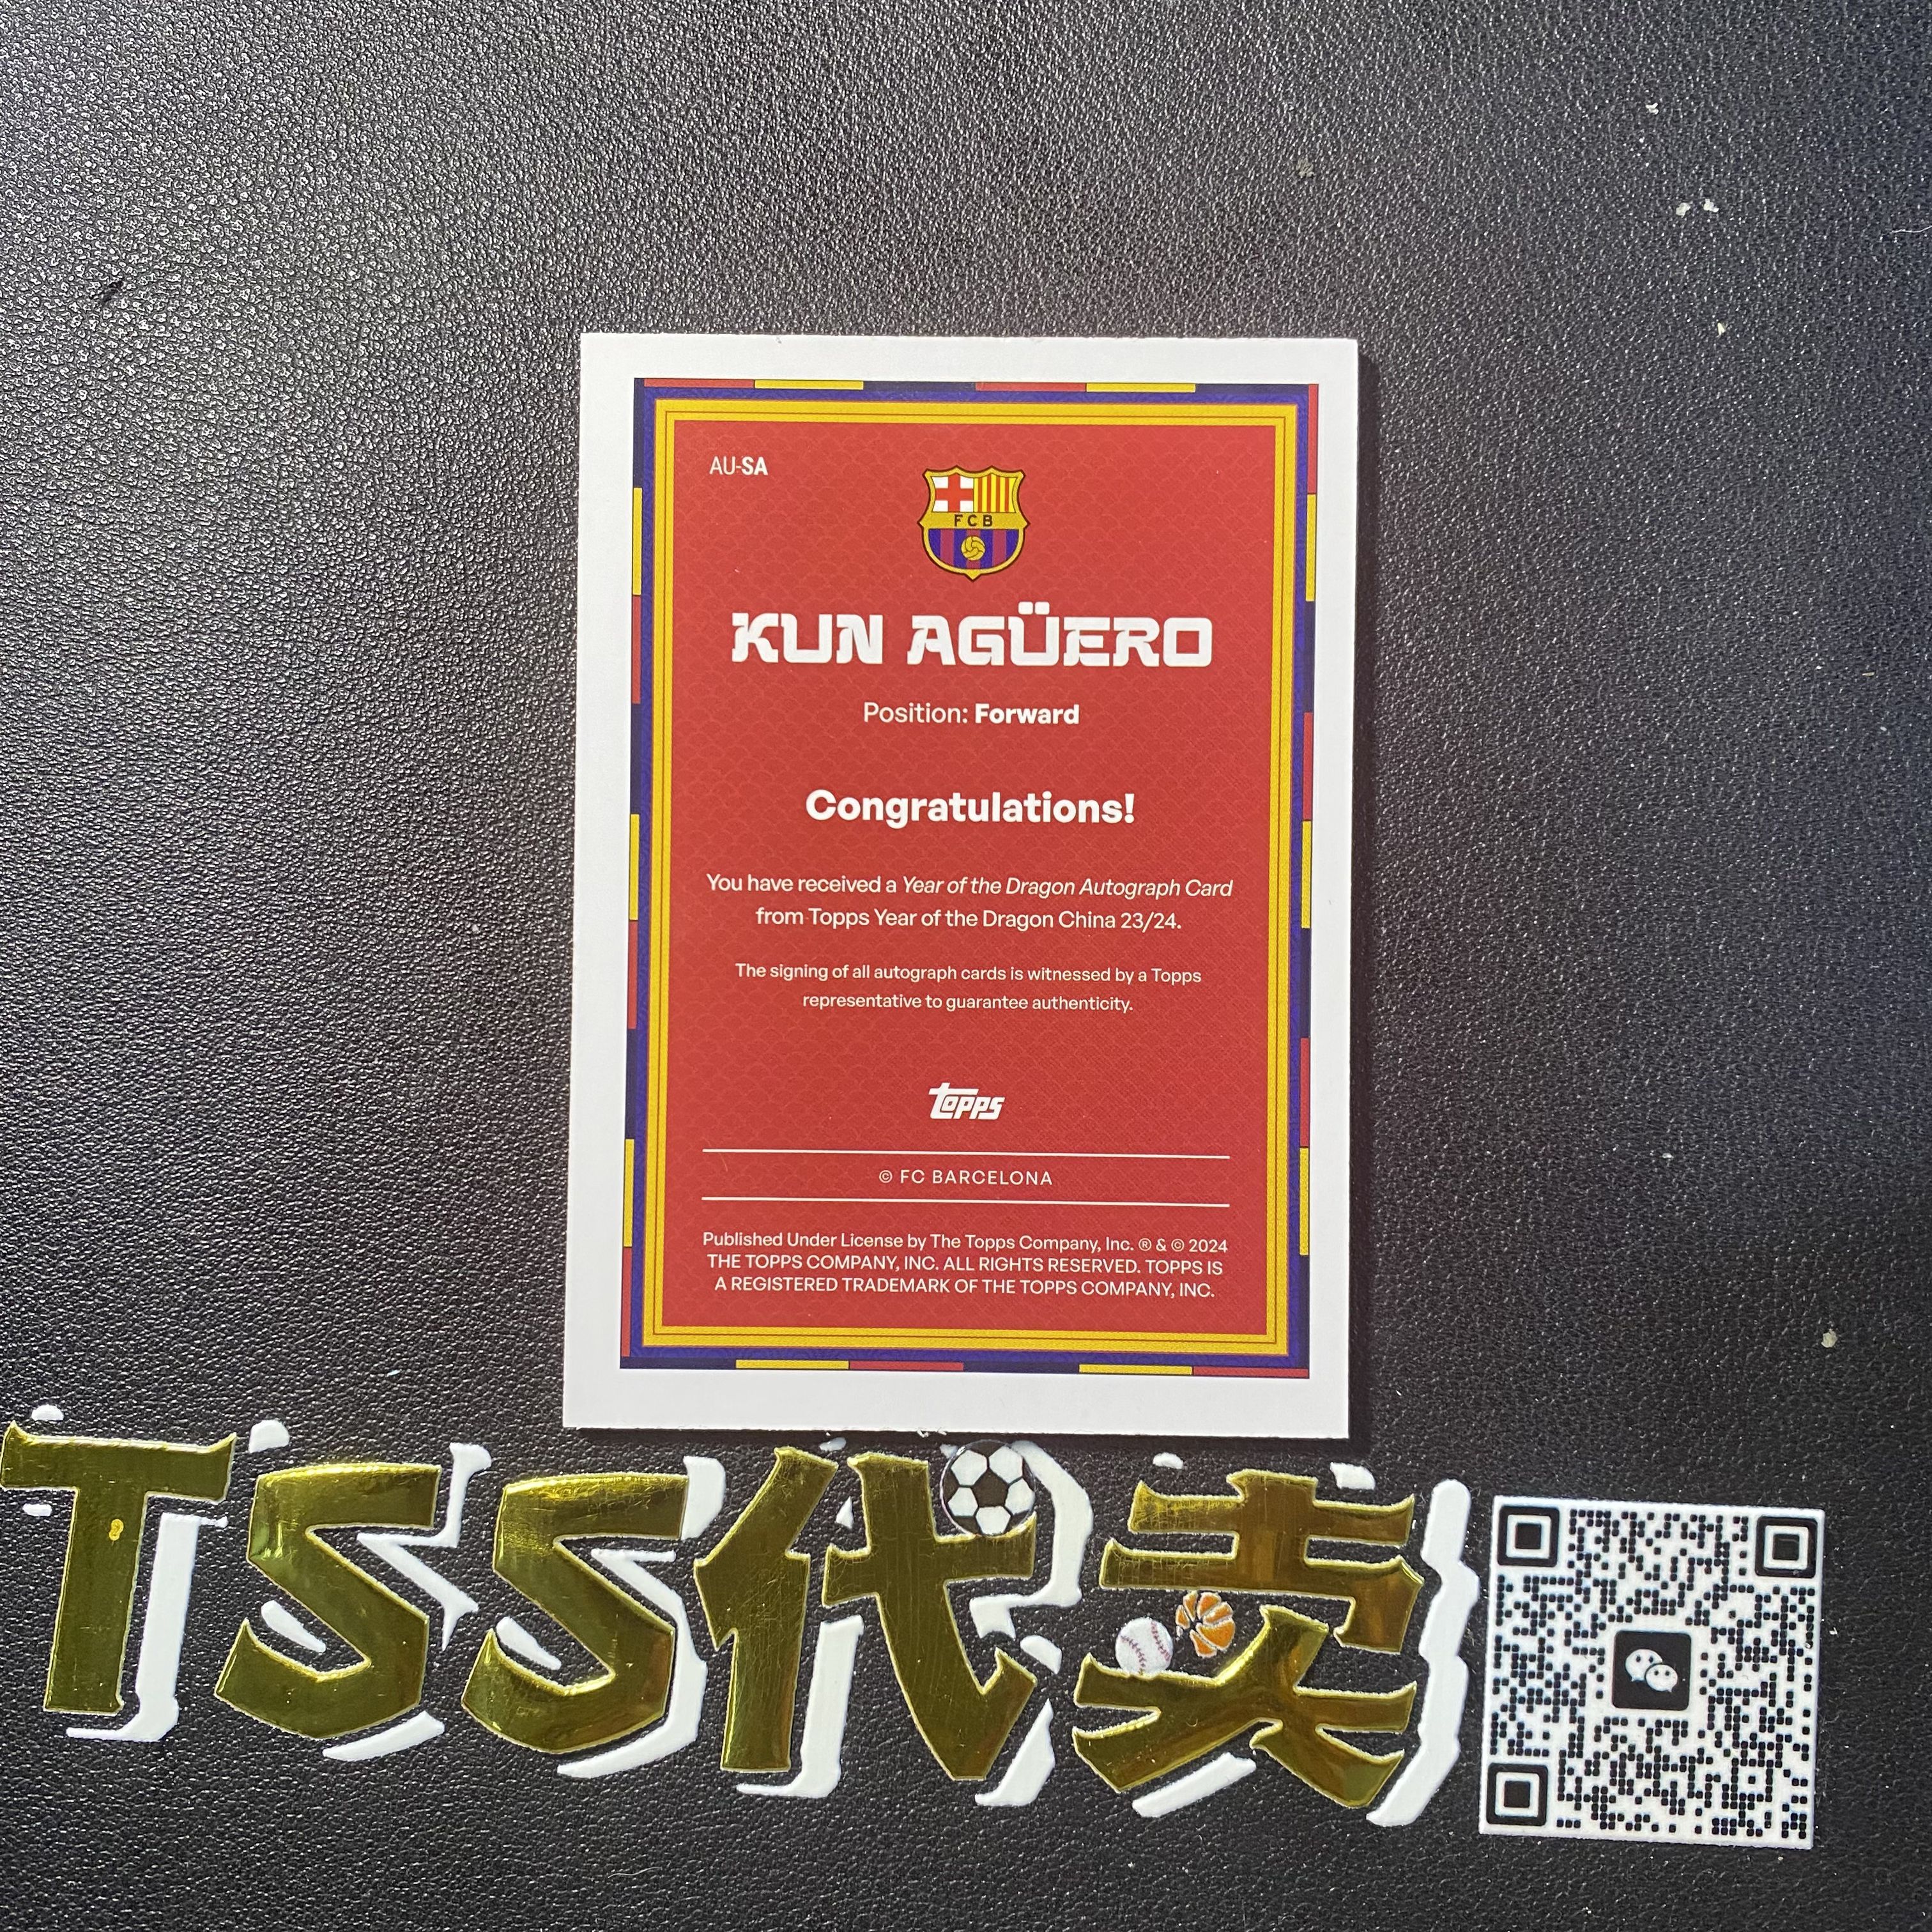 AU-SA
FCB
KUN AGÜERO
Position: Forward
Congratulations!
You have received a Year of the Dragon Autograph Card
from Topps Year of the Dragon China 23/24.
The signing of all autograph cards is witnessed by a Topps
representative to guarantee authenticity.
topps
© FC BARCELONA
Published Under License by The Topps Company, Inc. ® & © 2024
THE TOPPS COMPANY, INC. ALL RIGHTS RESERVED. TOPPS IS
A REGISTERED TRADEMARK OF THE TOPPS COMPANY, INC.
TSS代卖